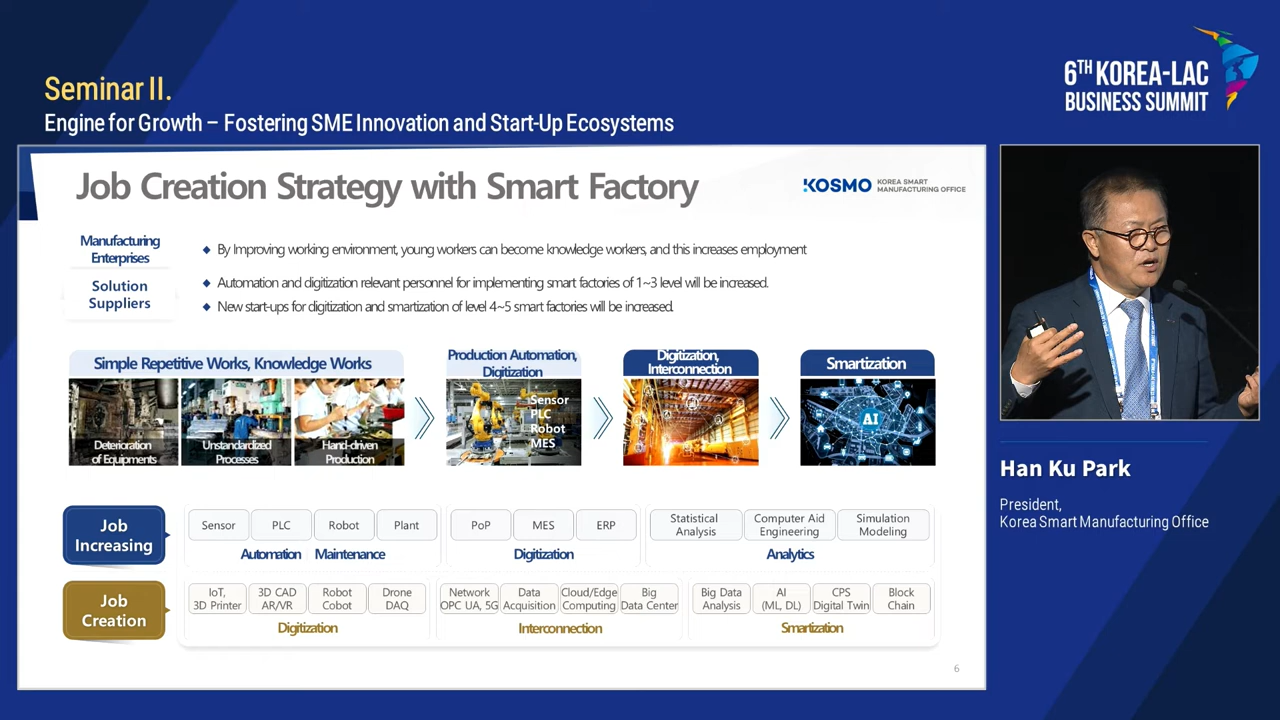 Seminar II.
Engine for Growth – Fostering SME Innovation and Start-Up Ecosystems
6TH KOREA-LAC
BUSINESS SUMMIT
Job Creation Strategy with Smart Factory
KOSMO
KOREA SMART
MANUFACTURING OFFICE
Manufacturing
Enterprises
By Improving working environment, young workers can become knowledge workers, and this increases employment
Solution
Suppliers
Automation and digitization relevant personnel for implementing smart factories of 1~3 level will be increased.
New start-ups for digitization and smartization of level 4~5 smart factories will be increased.
Simple Repetitive Works, Knowledge Works
Deterioration
of Equipments
Unstandardized
Processes
Hand-driven
Production
Production Automation,
Digitization
Sensor
PLC
Robot
MES
Digitization,
Interconnection
Smartization
AI
Job
Increasing
Sensor
PLC
Robot
Plant
Automation Maintenance
PoP
MES
ERP
Digitization
Statistical
Analysis
Computer Aid
Engineering
Simulation
Modeling
Analytics
Job
Creation
IoT,
3D Printer
3D CAD
AR/VR
Robot
Cobot
Drone
DAQ
Digitization
Network
OPC UA, 5G
Data
Acquisition
Cloud/Edge
Computing
Big
Data Center
Interconnection
Big Data
Analysis
AI
(ML, DL)
CPS
Digital Twin
Block
Chain
Smartization
6
Han Ku Park
President,
Korea Smart Manufacturing Office